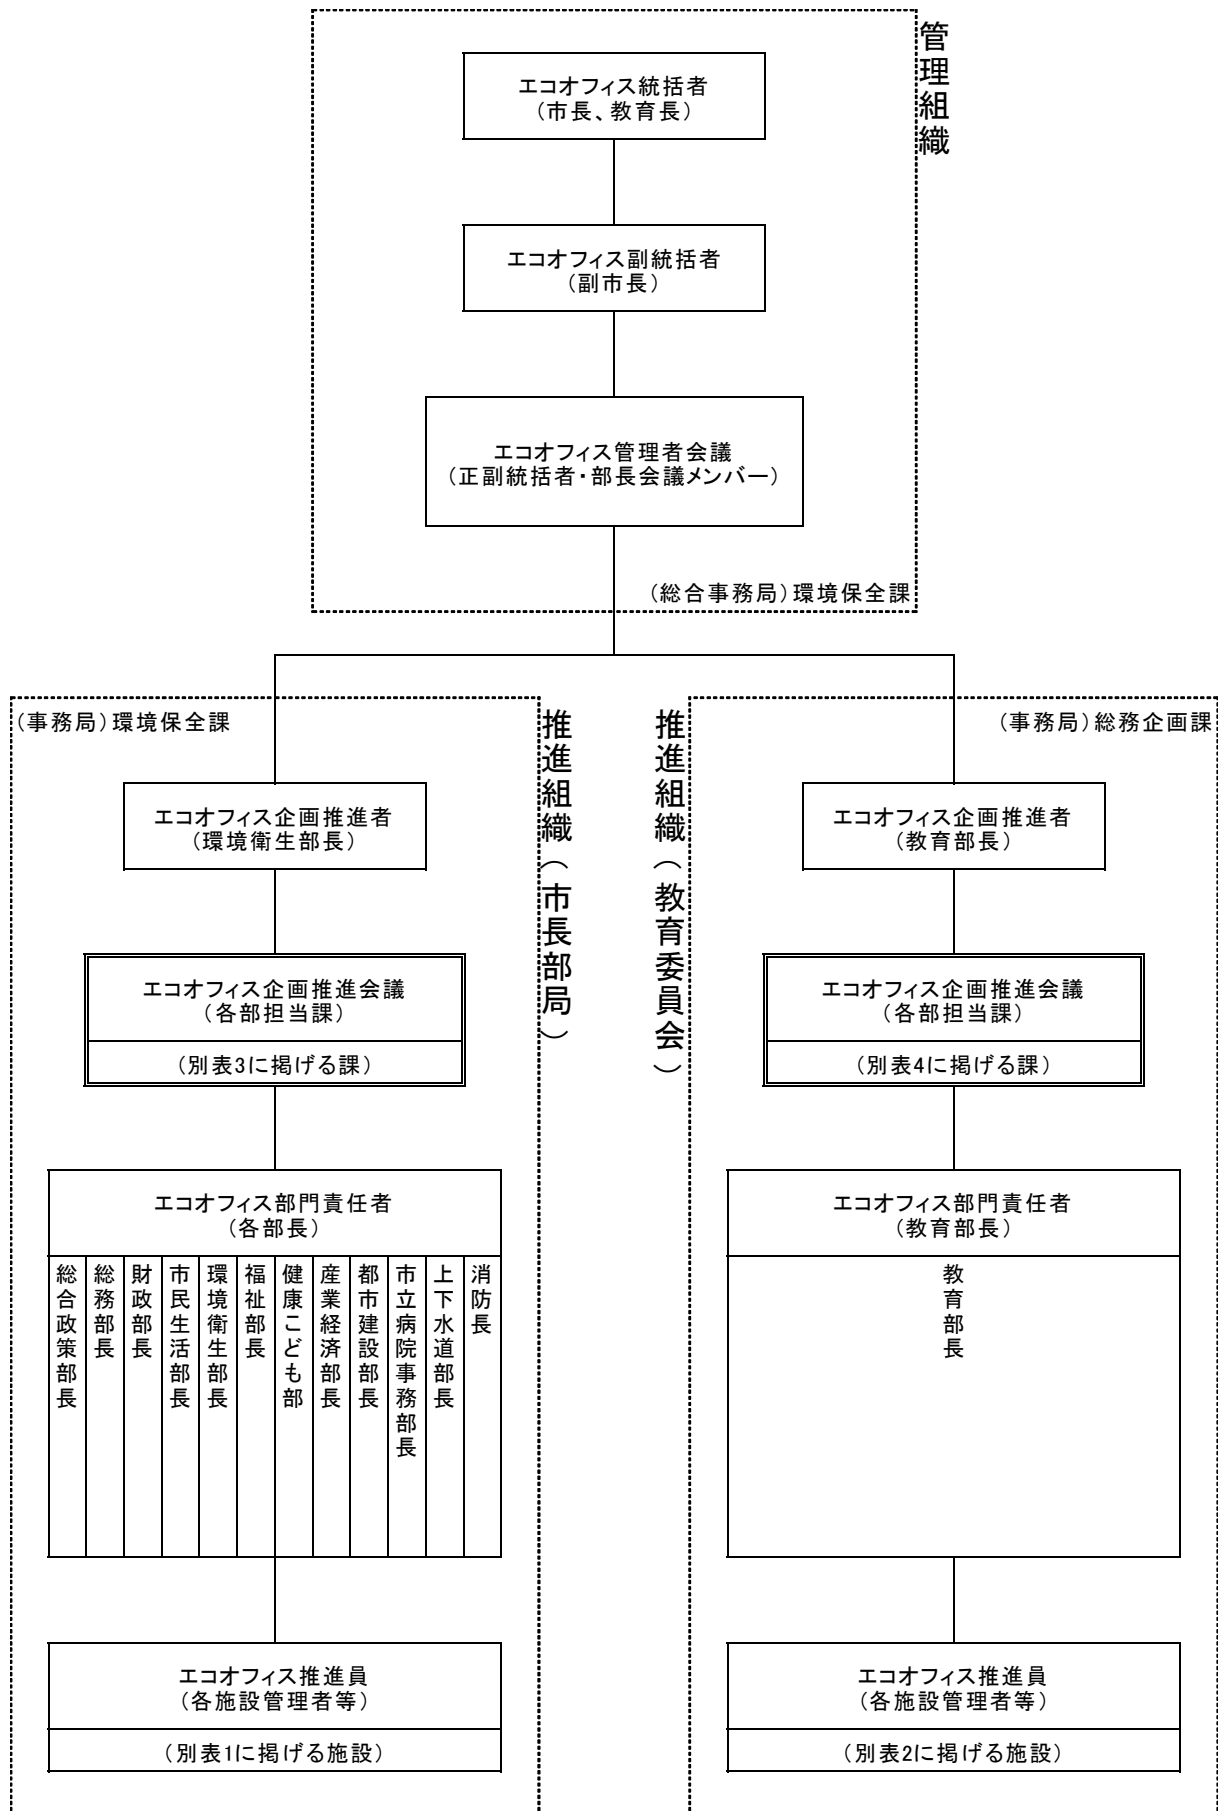 管理組織
エコオフィス統括者
（市長、教育長）
エコオフィス副統括者
（副市長）
エコオフィス管理者会議
（正副統括者・部長会議メンバー）
（総合事務局）環境保全課
（事務局）環境保全課
推進組織（市長部局）
エコオフィス企画推進者
（環境衛生部長）
エコオフィス企画推進会議
（各部担当課）
（別表3に掲げる課）
エコオフィス部門責任者
（各部長）
総合政策部長
総務部長
財政部長
市民生活部長
環境衛生部長
福祉部長
健康こども部
産業経済部長
都市建設部長
市立病院事務部長
上下水道部長
消防長
エコオフィス推進員
（各施設管理者等）
（別表1に掲げる施設）
推進組織（教育委員会）
（事務局）総務企画課
エコオフィス企画推進者
（教育部長）
エコオフィス企画推進会議
（各部担当課）
（別表4に掲げる課）
エコオフィス部門責任者
（教育部長）
教育部長
エコオフィス推進員
（各施設管理者等）
（別表2に掲げる施設）